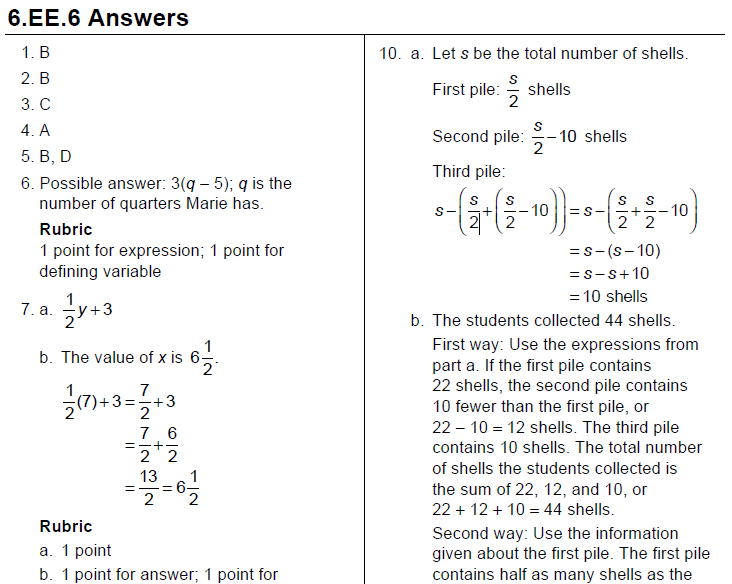 6.EE.6 Answers
1. B
2. B
3. C
4. A
5. B, D
6. Possible answer: 3(q – 5); q is the
number of quarters Marie has.
Rubric
1 point for expression; 1 point for
defining variable
7. a. 1/2 y + 3
b. The value of x is 6 1/2.
1/2 (7) + 3 = 7/2 + 3
= 7/2 + 6/2
= 13/2 = 6 1/2
Rubric
a. 1 point
b. 1 point for answer; 1 point for
10. a. Let s be the total number of shells.
First pile: s/2 shells
Second pile: s/2 – 10 shells
Third pile:
s – (s/2 + (s/2 – 10)) = s – (s/2 + s/2 – 10)
= s – (s – 10)
= s – s + 10
= 10 shells
b. The students collected 44 shells.
First way: Use the expressions from
part a. If the first pile contains
22 shells, the second pile contains
10 fewer than the first pile, or
22 – 10 = 12 shells. The third pile
contains 10 shells. The total number
of shells the students collected is
the sum of 22, 12, and 10, or
22 + 12 + 10 = 44 shells.
Second way: Use the information
given about the first pile. The first pile
contains half as many shells as the